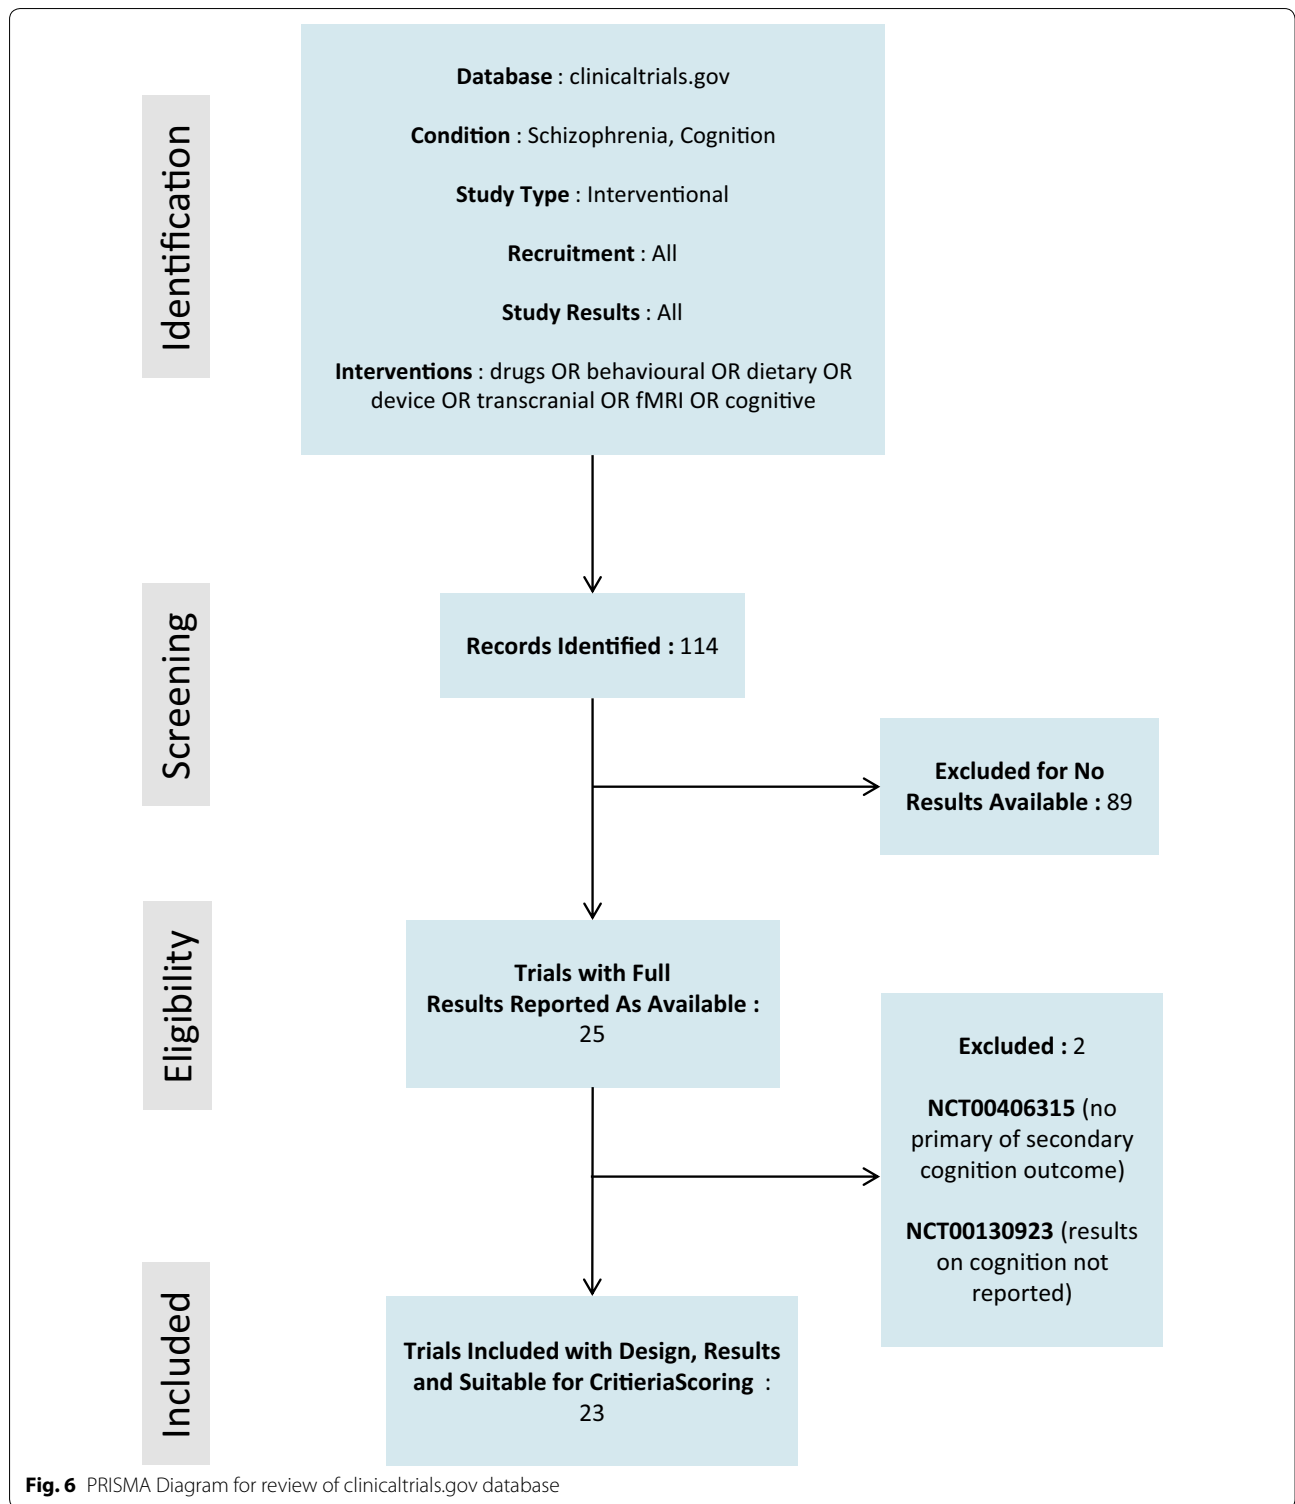 Identification
Database : clinicaltrials.gov
Condition : Schizophrenia, Cognition
Study Type : Interventional
Recruitment : All
Study Results : All
Interventions : drugs OR behavioural OR dietary OR
device OR transcranial OR fMRI OR cognitive
Screening
Records Identified : 114
Excluded for No
Results Available : 89
Eligibility
Trials with Full
Results Reported As Available :
25
Excluded : 2
NCT00406315 (no
primary of secondary
cognition outcome)
NCT00130923 (results
on cognition not
reported)
Included
Trials Included with Design, Results
and Suitable for CritieriaScoring :
23
Fig. 6 PRISMA Diagram for review of clinicaltrials.gov database